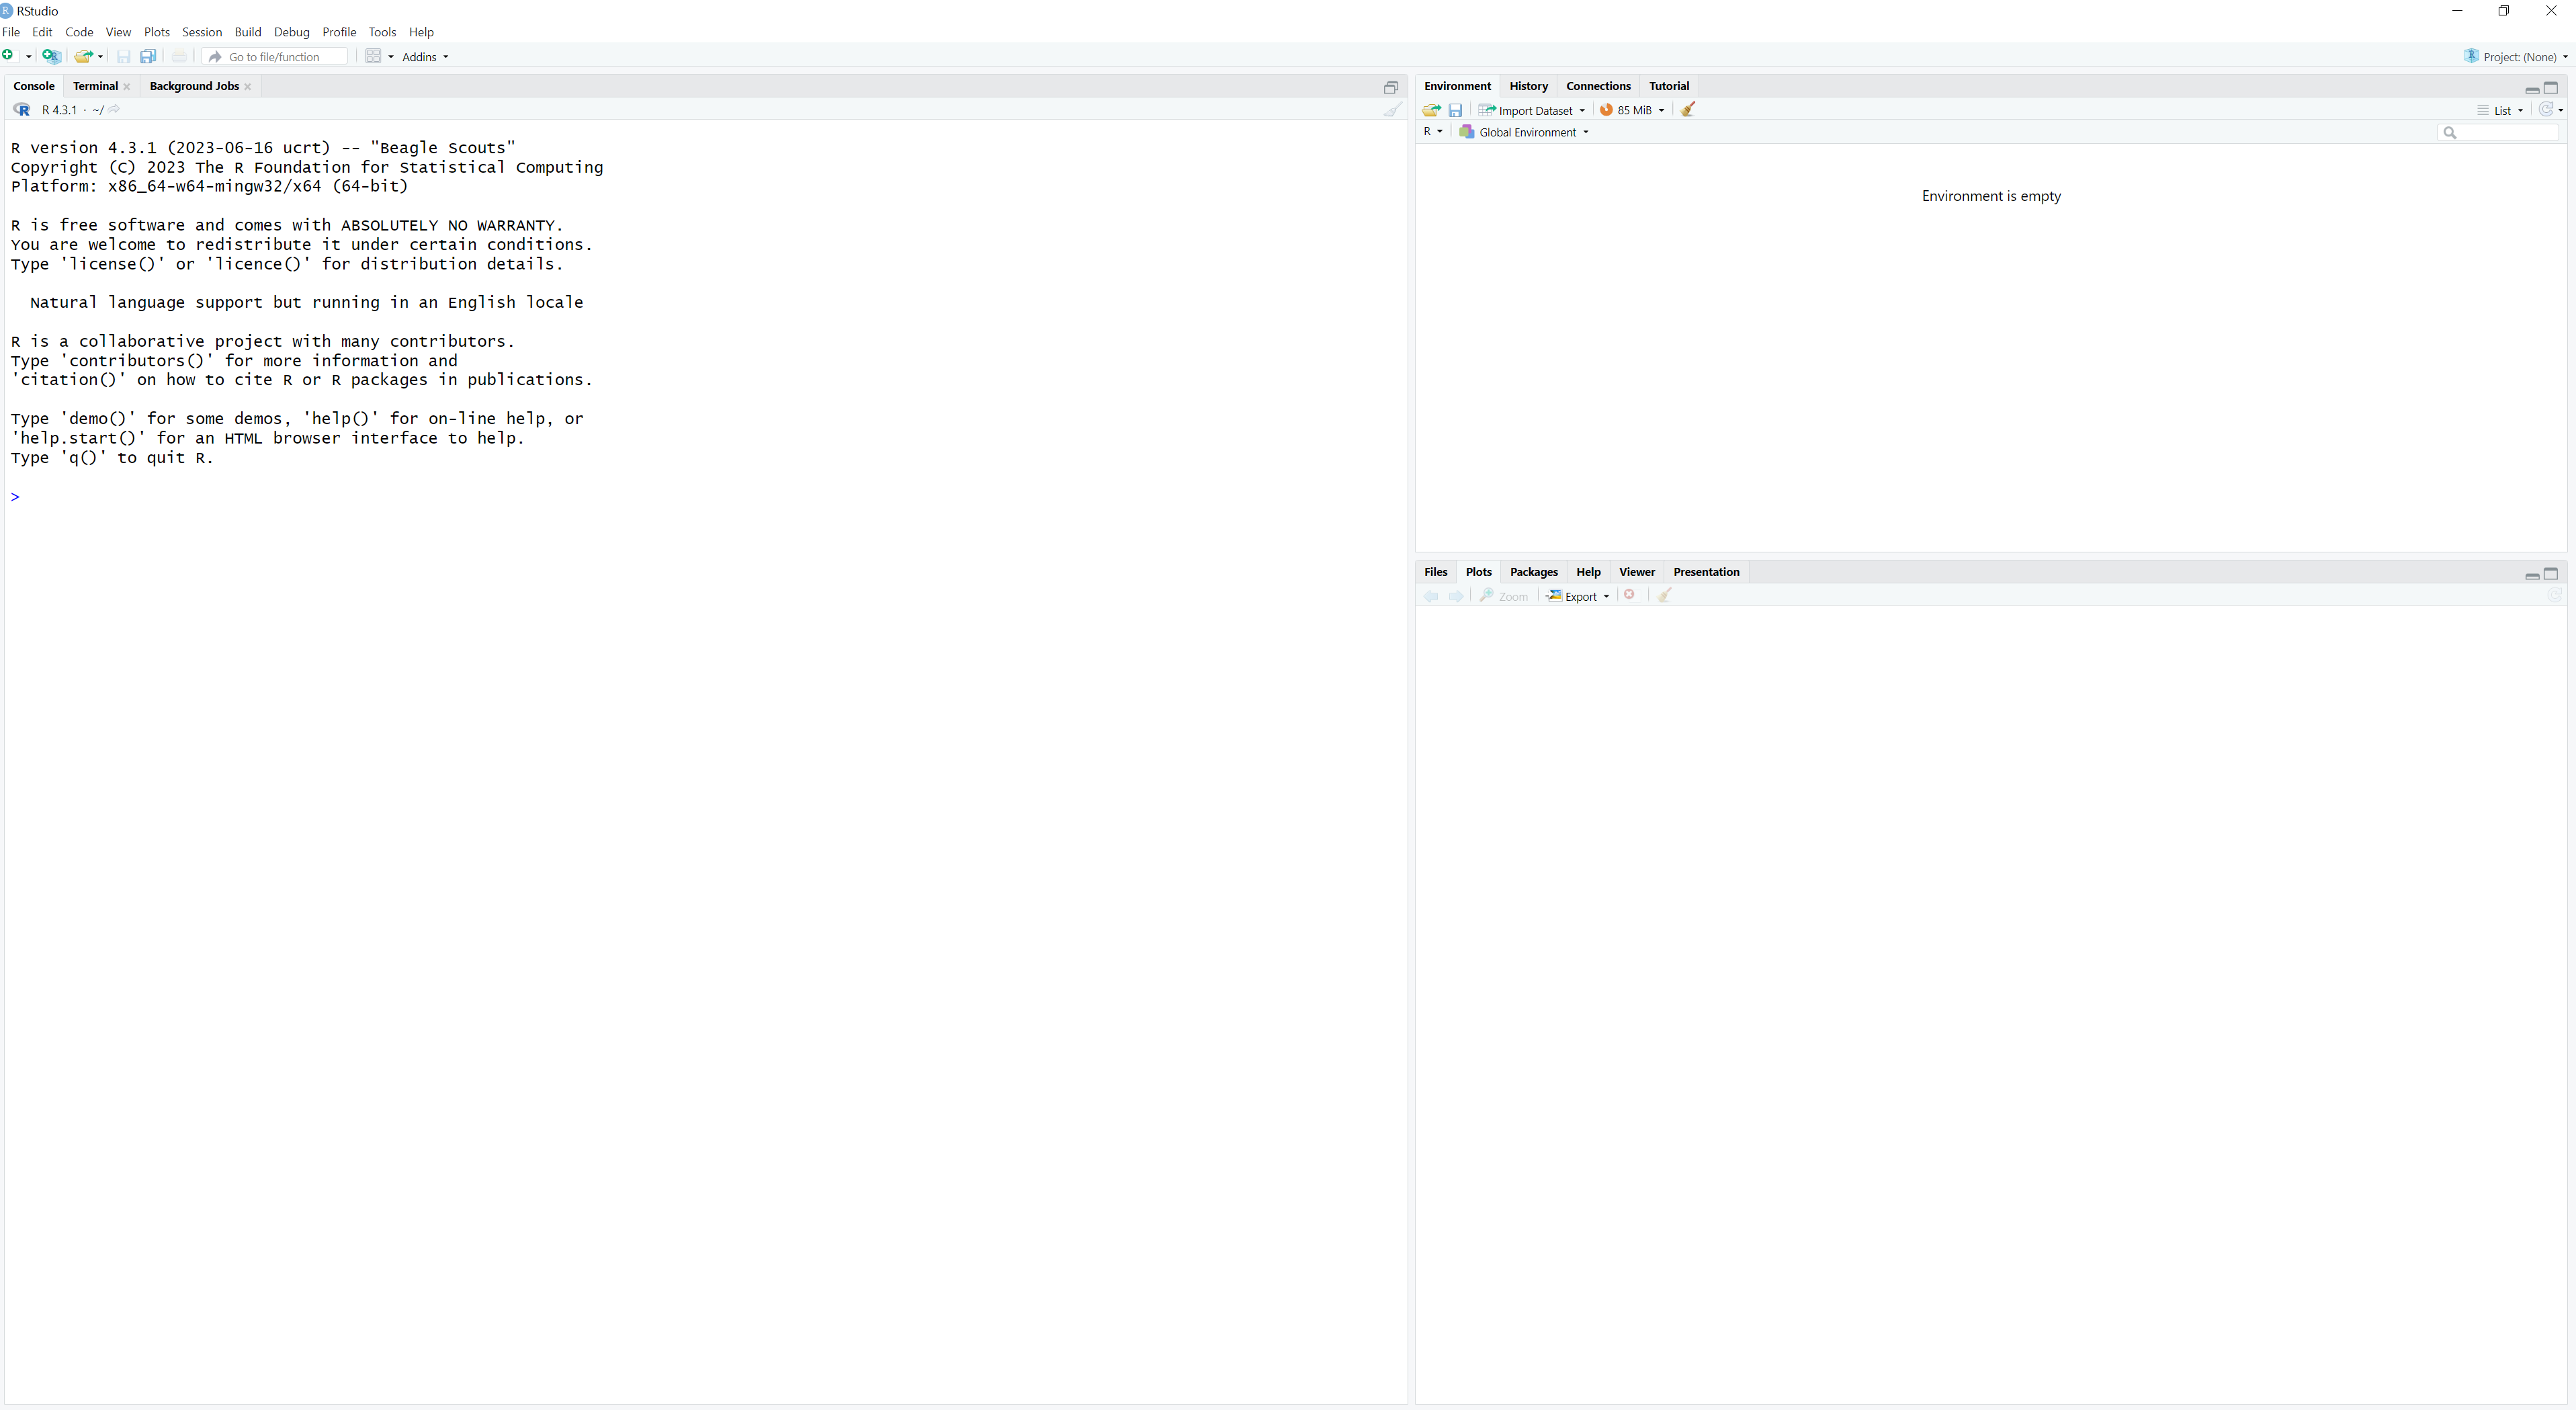 RStudio
File Edit Code View Plots Session Build Debug Profile Tools Help
Go to file/function Addins Project: (None)
Console Terminal Background Jobs
R 4.3.1 · ~/
R version 4.3.1 (2023-06-16 ucrt) -- "Beagle Scouts"
Copyright (C) 2023 The R Foundation for Statistical Computing
Platform: x86_64-w64-mingw32/x64 (64-bit)
R is free software and comes with ABSOLUTELY NO WARRANTY.
You are welcome to redistribute it under certain conditions.
Type 'license()' or 'licence()' for distribution details.
Natural language support but running in an English locale
R is a collaborative project with many contributors.
Type 'contributors()' for more information and
'citation()' on how to cite R or R packages in publications.
Type 'demo()' for some demos, 'help()' for on-line help, or
'help.start()' for an HTML browser interface to help.
Type 'q()' to quit R.
>
Environment History Connections Tutorial
Import Dataset 85 MiB List
R Global Environment
Environment is empty
Files Plots Packages Help Viewer Presentation
Zoom Export